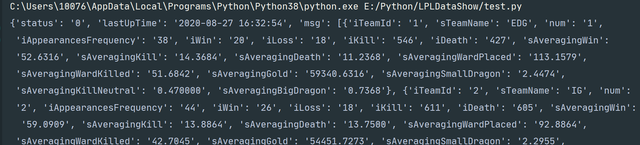 C:\Users\10076\AppData\Local\Programs\Python\Python38\python.exe E:/Python/LPLDataShow/test.py
{'status': '0', 'lastUpTime': '2020-08-27 16:32:54', 'msg': [{'iTeamId': '1', 'sTeamName': 'EDG', 'num': '1',
'iAppearancesFrequency': '38', 'iWin': '20', 'iLoss': '18', 'iKill': '546', 'iDeath': '427', 'sAveragingWin':
'52.6316', 'sAveragingKill': '14.3684', 'sAveragingDeath': '11.2368', 'sAveragingWardPlaced': '113.1579',
'sAveragingWardKilled': '51.6842', 'sAveragingGold': '59340.6316', 'sAveragingSmallDragon': '2.4474',
'sAveragingKillNeutral': '0.470000', 'sAveragingBigDragon': '0.7368'}, {'iTeamId': '2', 'sTeamName': 'IG', 'num':
'2', 'iAppearancesFrequency': '44', 'iWin': '26', 'iLoss': '18', 'iKill': '611', 'iDeath': '605', 'sAveragingWin':
'59.0909', 'sAveragingKill': '13.8864', 'sAveragingDeath': '13.7500', 'sAveragingWardPlaced': '92.8864',
'sAveragingWardKilled': '42.7045', 'sAveragingGold': '54451.7273', 'sAveragingSmallDragon': '2.2955',